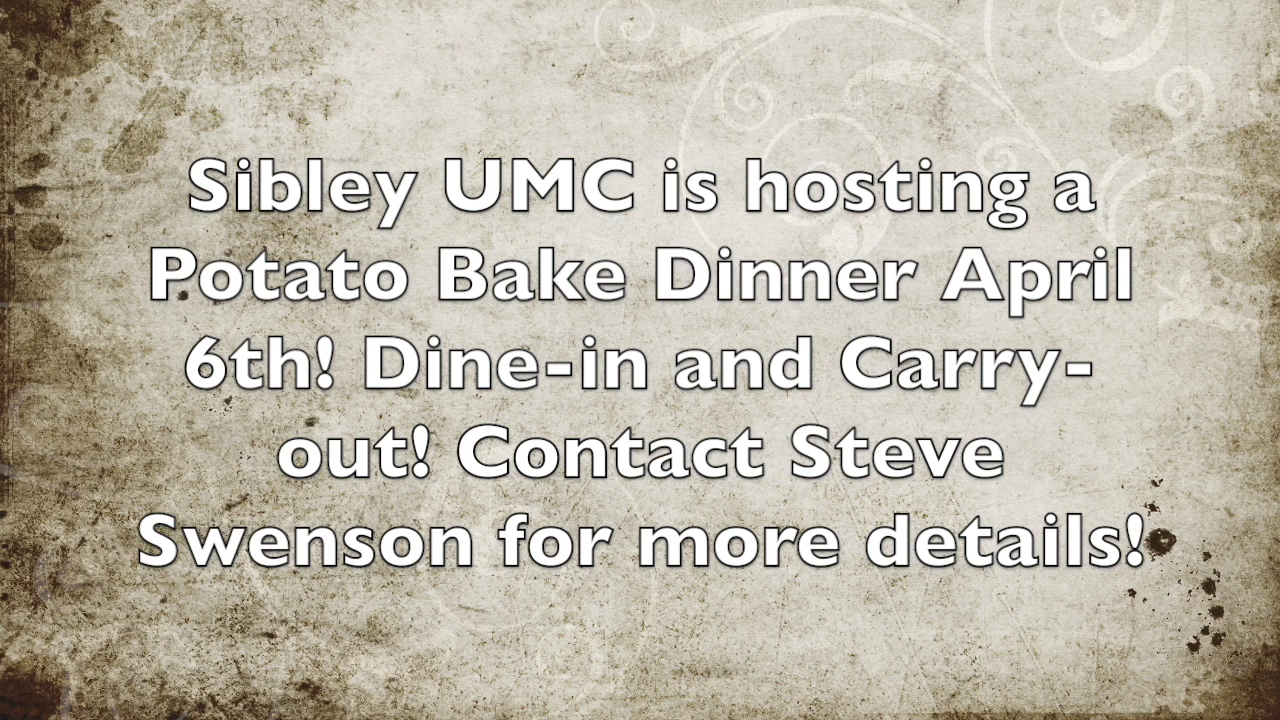 Sibley UMC is hosting a
Potato Bake Dinner April
6th! Dine-in and Carry-
out! Contact Steve
Swenson for more details!